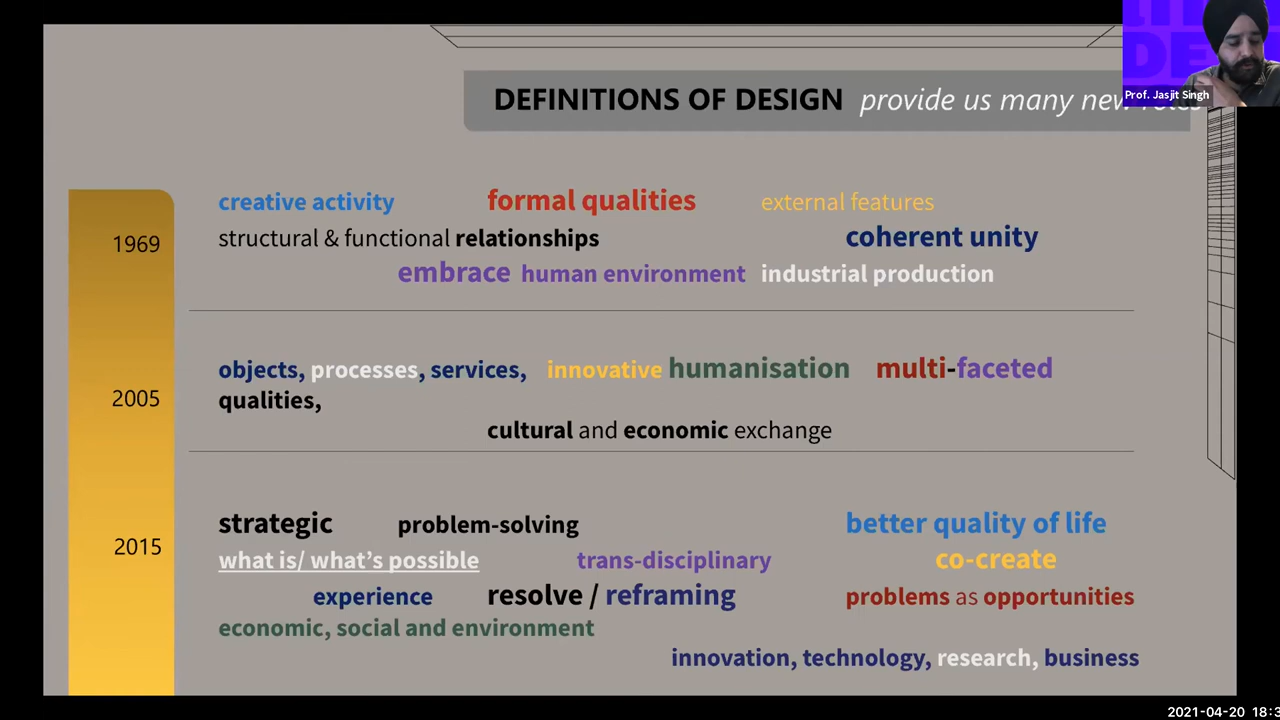 DEFINITIONS OF DESIGN provide us many new roles
Prof. Jasjit Singh
1969
creative activity formal qualities external features
structural & functional relationships coherent unity
embrace human environment industrial production
2005
objects, processes, services, innovative humanisation multi-faceted
qualities,
cultural and economic exchange
2015
strategic problem-solving better quality of life
what is/ what’s possible trans-disciplinary co-create
experience resolve / reframing problems as opportunities
economic, social and environment
innovation, technology, research, business
2021-04-20 18:3